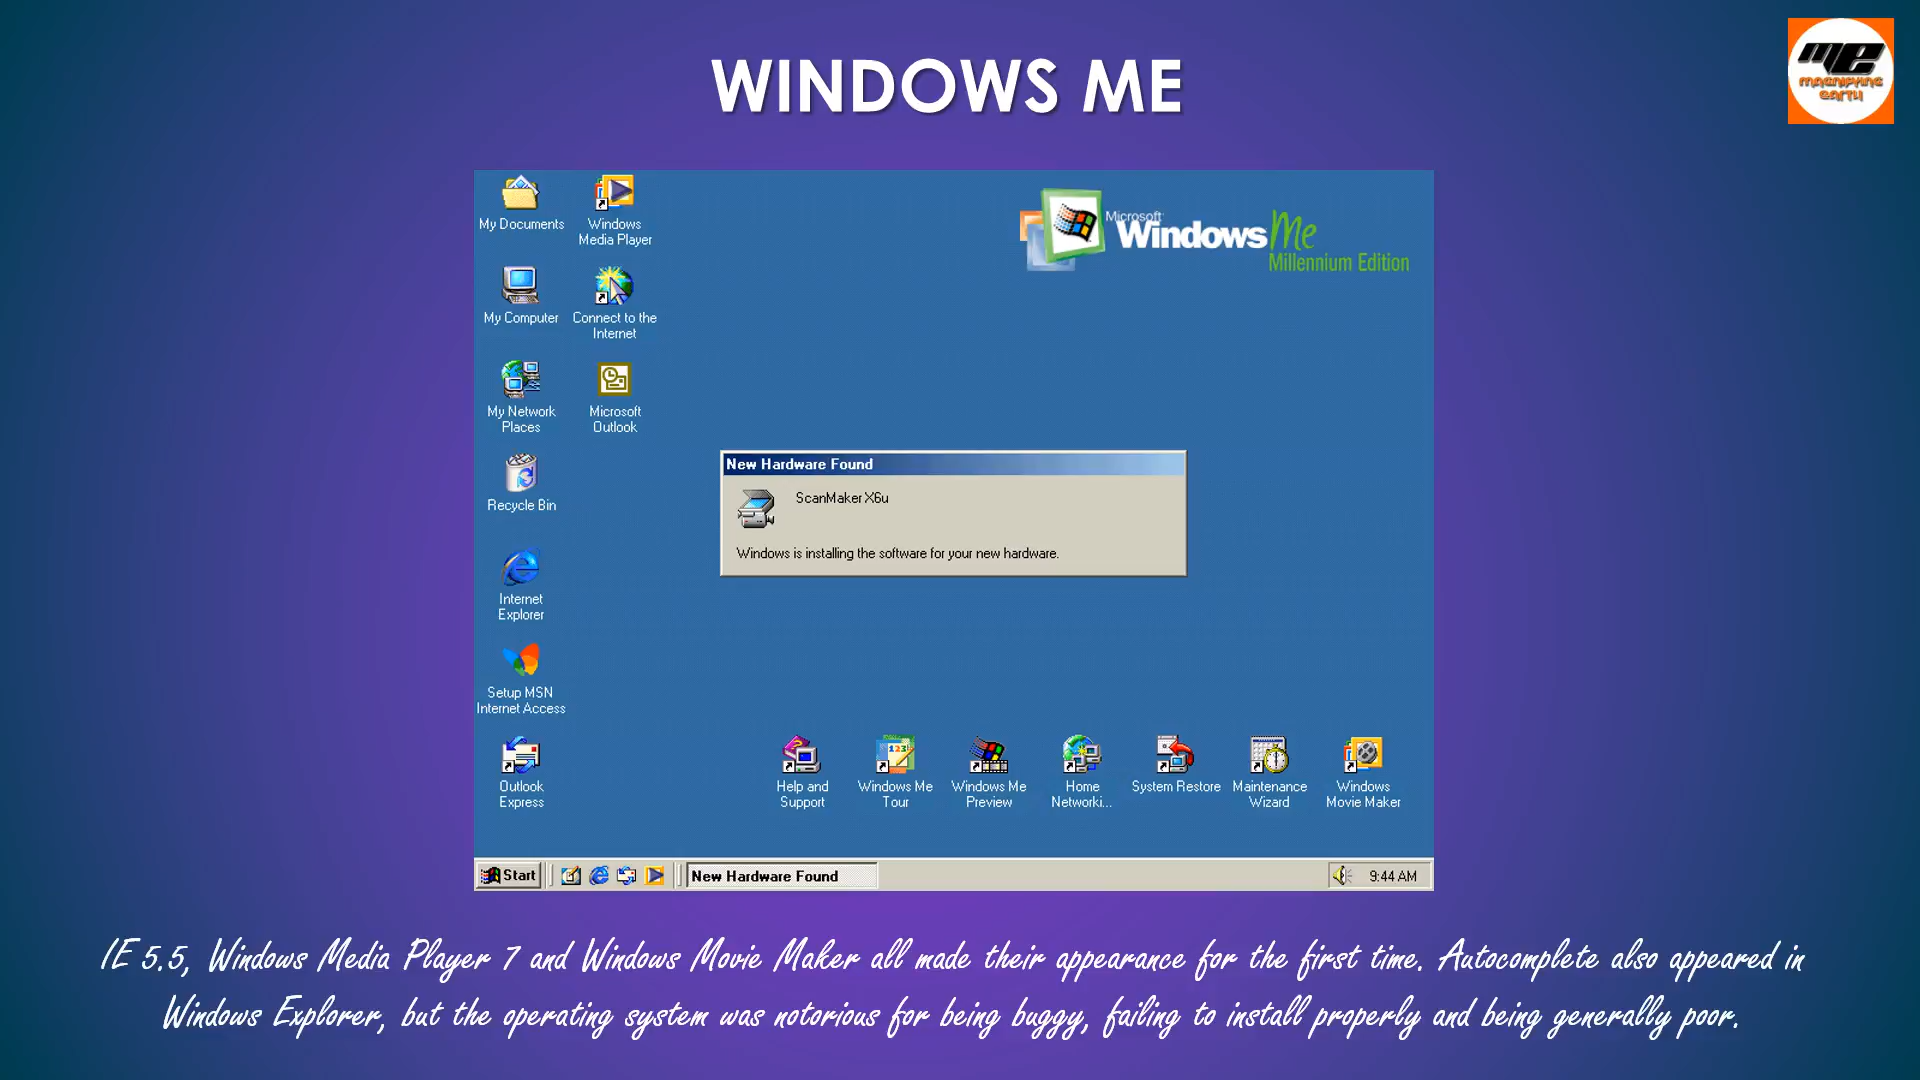 WINDOWS ME
me
MAGNIFYING
EARTH
My Documents
Windows
Media Player
Microsoft
Windows Me
Millennium Edition
My Computer
Connect to the
Internet
My Network
Places
Microsoft
Outlook
Recycle Bin
New Hardware Found
ScanMaker X6u
Windows is installing the software for your new hardware.
Internet
Explorer
Setup MSN
Internet Access
Outlook
Express
Help and
Support
Windows Me
Tour
Windows Me
Preview
Home
Networki...
System Restore
Maintenance
Wizard
Windows
Movie Maker
Start
New Hardware Found
9:44 AM
IE 5.5, Windows Media Player 7 and Windows Movie Maker all made their appearance for the first time. Autocomplete also appeared in
Windows Explorer, but the operating system was notorious for being buggy, failing to install properly and being generally poor.